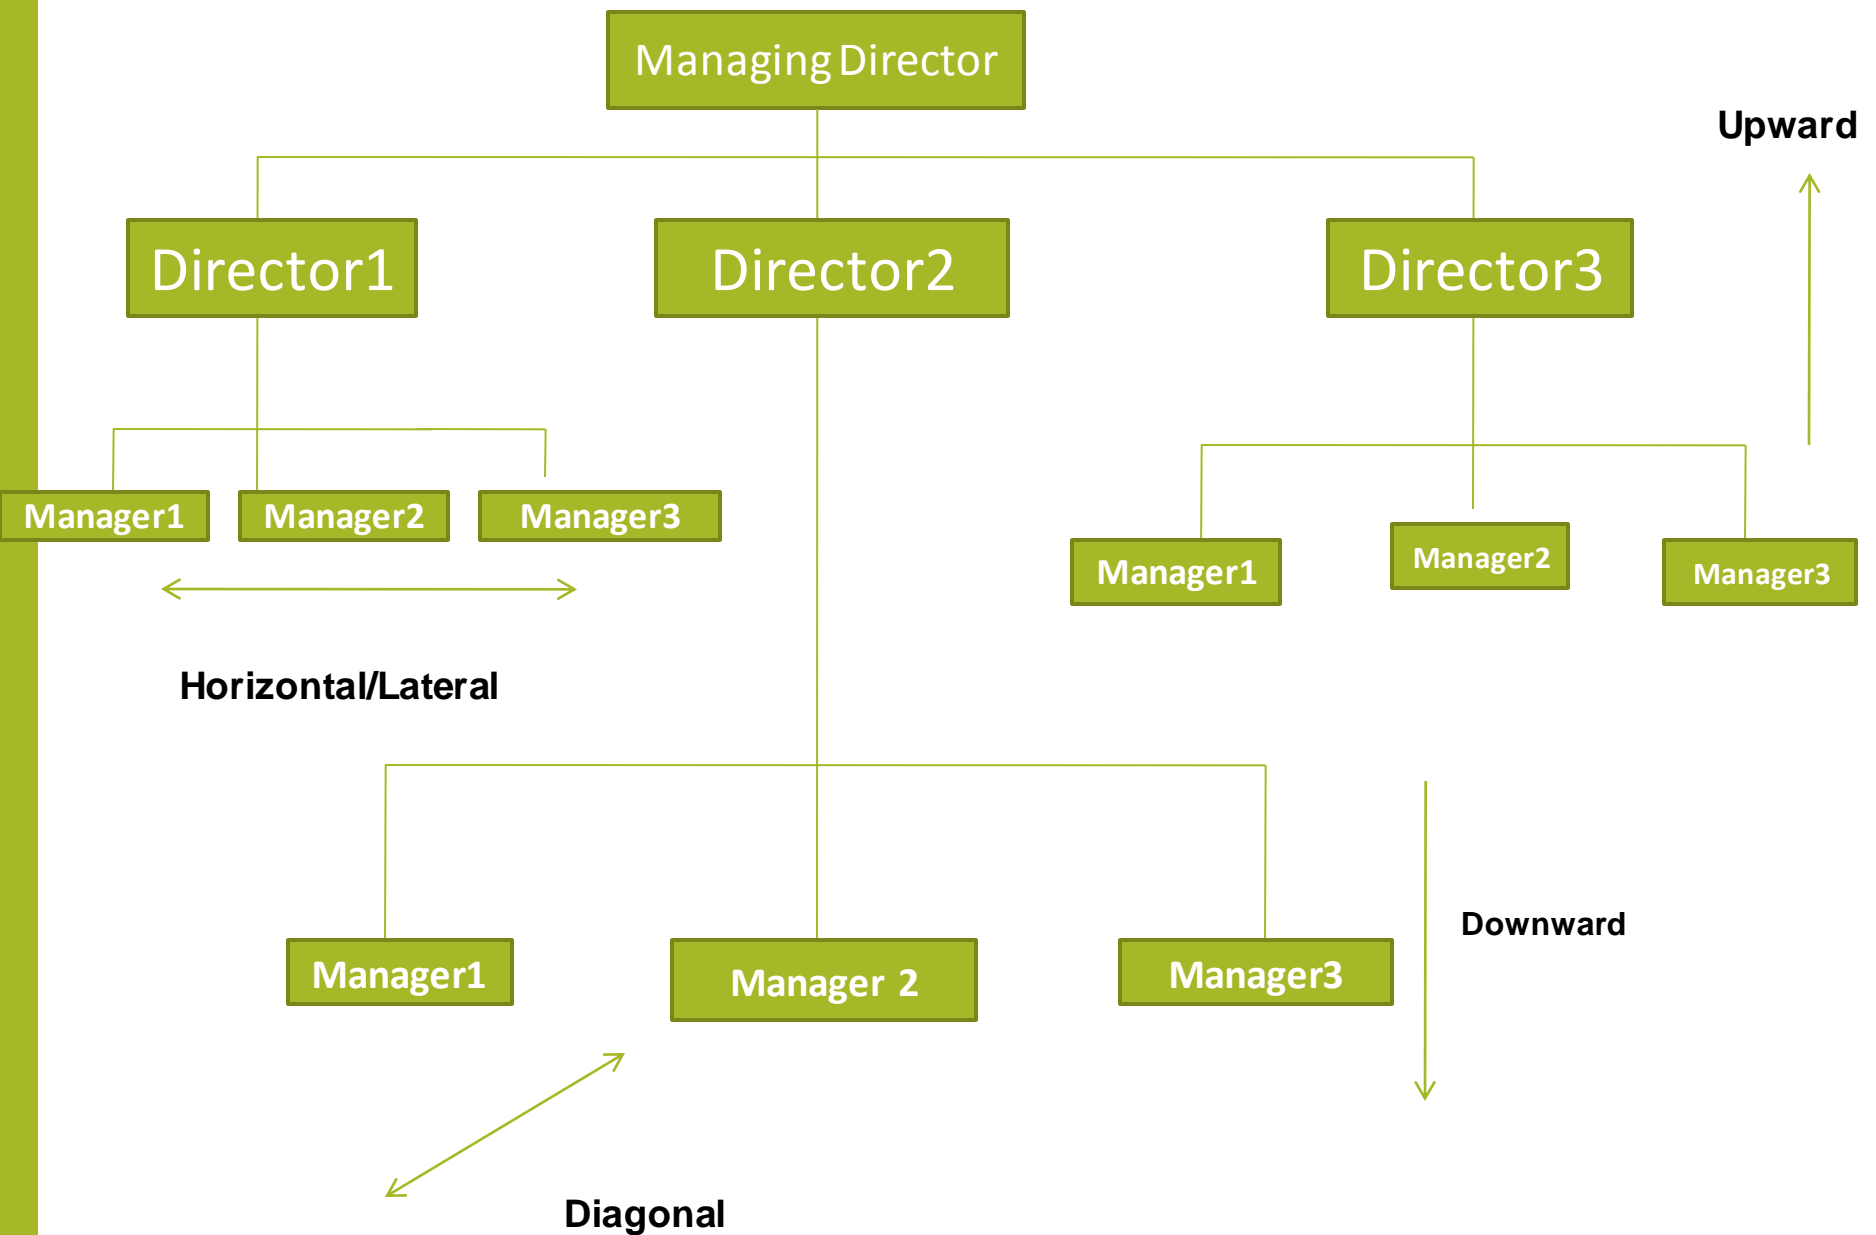 Managing Director
Upward
Director1
Director2
Director3
Manager1
Manager2
Manager3
Manager1
Manager2
Manager3
Horizontal/Lateral
Downward
Manager1
Manager 2
Manager3
Diagonal